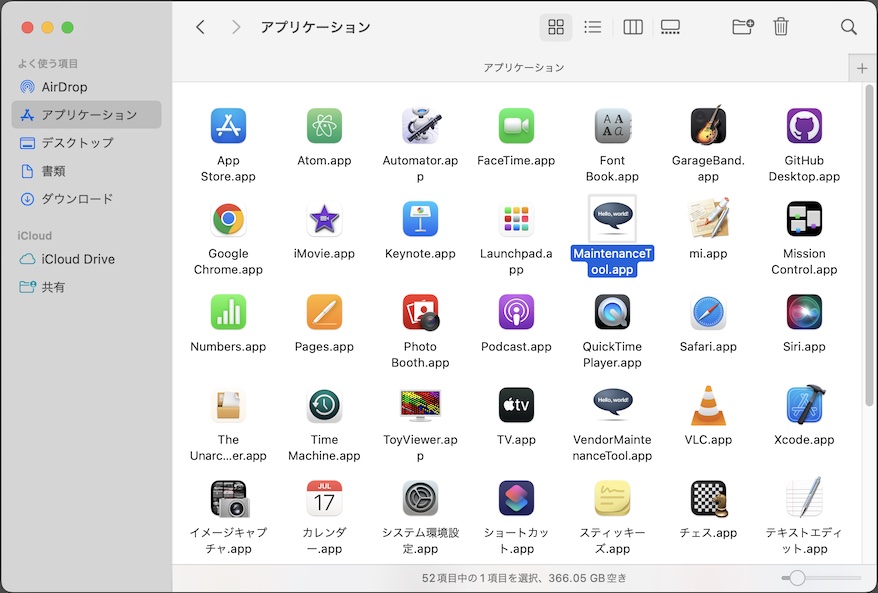 アプリケーション
よく使う項目
AirDrop
アプリケーション
デスクトップ
書類
ダウンロード
iCloud
iCloud Drive
共有
アプリケーション
App
Store.app
Atom.app
Automator.ap
p
FaceTime.app
Font
Book.app
GarageBand.
app
GitHub
Desktop.app
Google
Chrome.app
iMovie.app
Keynote.app
Launchpad.a
pp
Hello, world!
MaintenanceT
ool.app
mi.app
Mission
Control.app
Numbers.app
Pages.app
Photo
Booth.app
Podcast.app
QuickTime
Player.app
Safari.app
Siri.app
The
Unarc...er.app
Time
Machine.app
ToyViewer.ap
p
tv
TV.app
Hello, world!
VendorMainte
nanceTool.app
VLC.app
Xcode.app
イメージキャプ
チャ.app
JUL
17
カレンダ
ー.app
システム環境設
定.app
ショートカッ
ト.app
スティッキー
ズ.app
チェス.app
テキストエディ
ット.app
52項目中の1項目を選択、366.05 GB空き